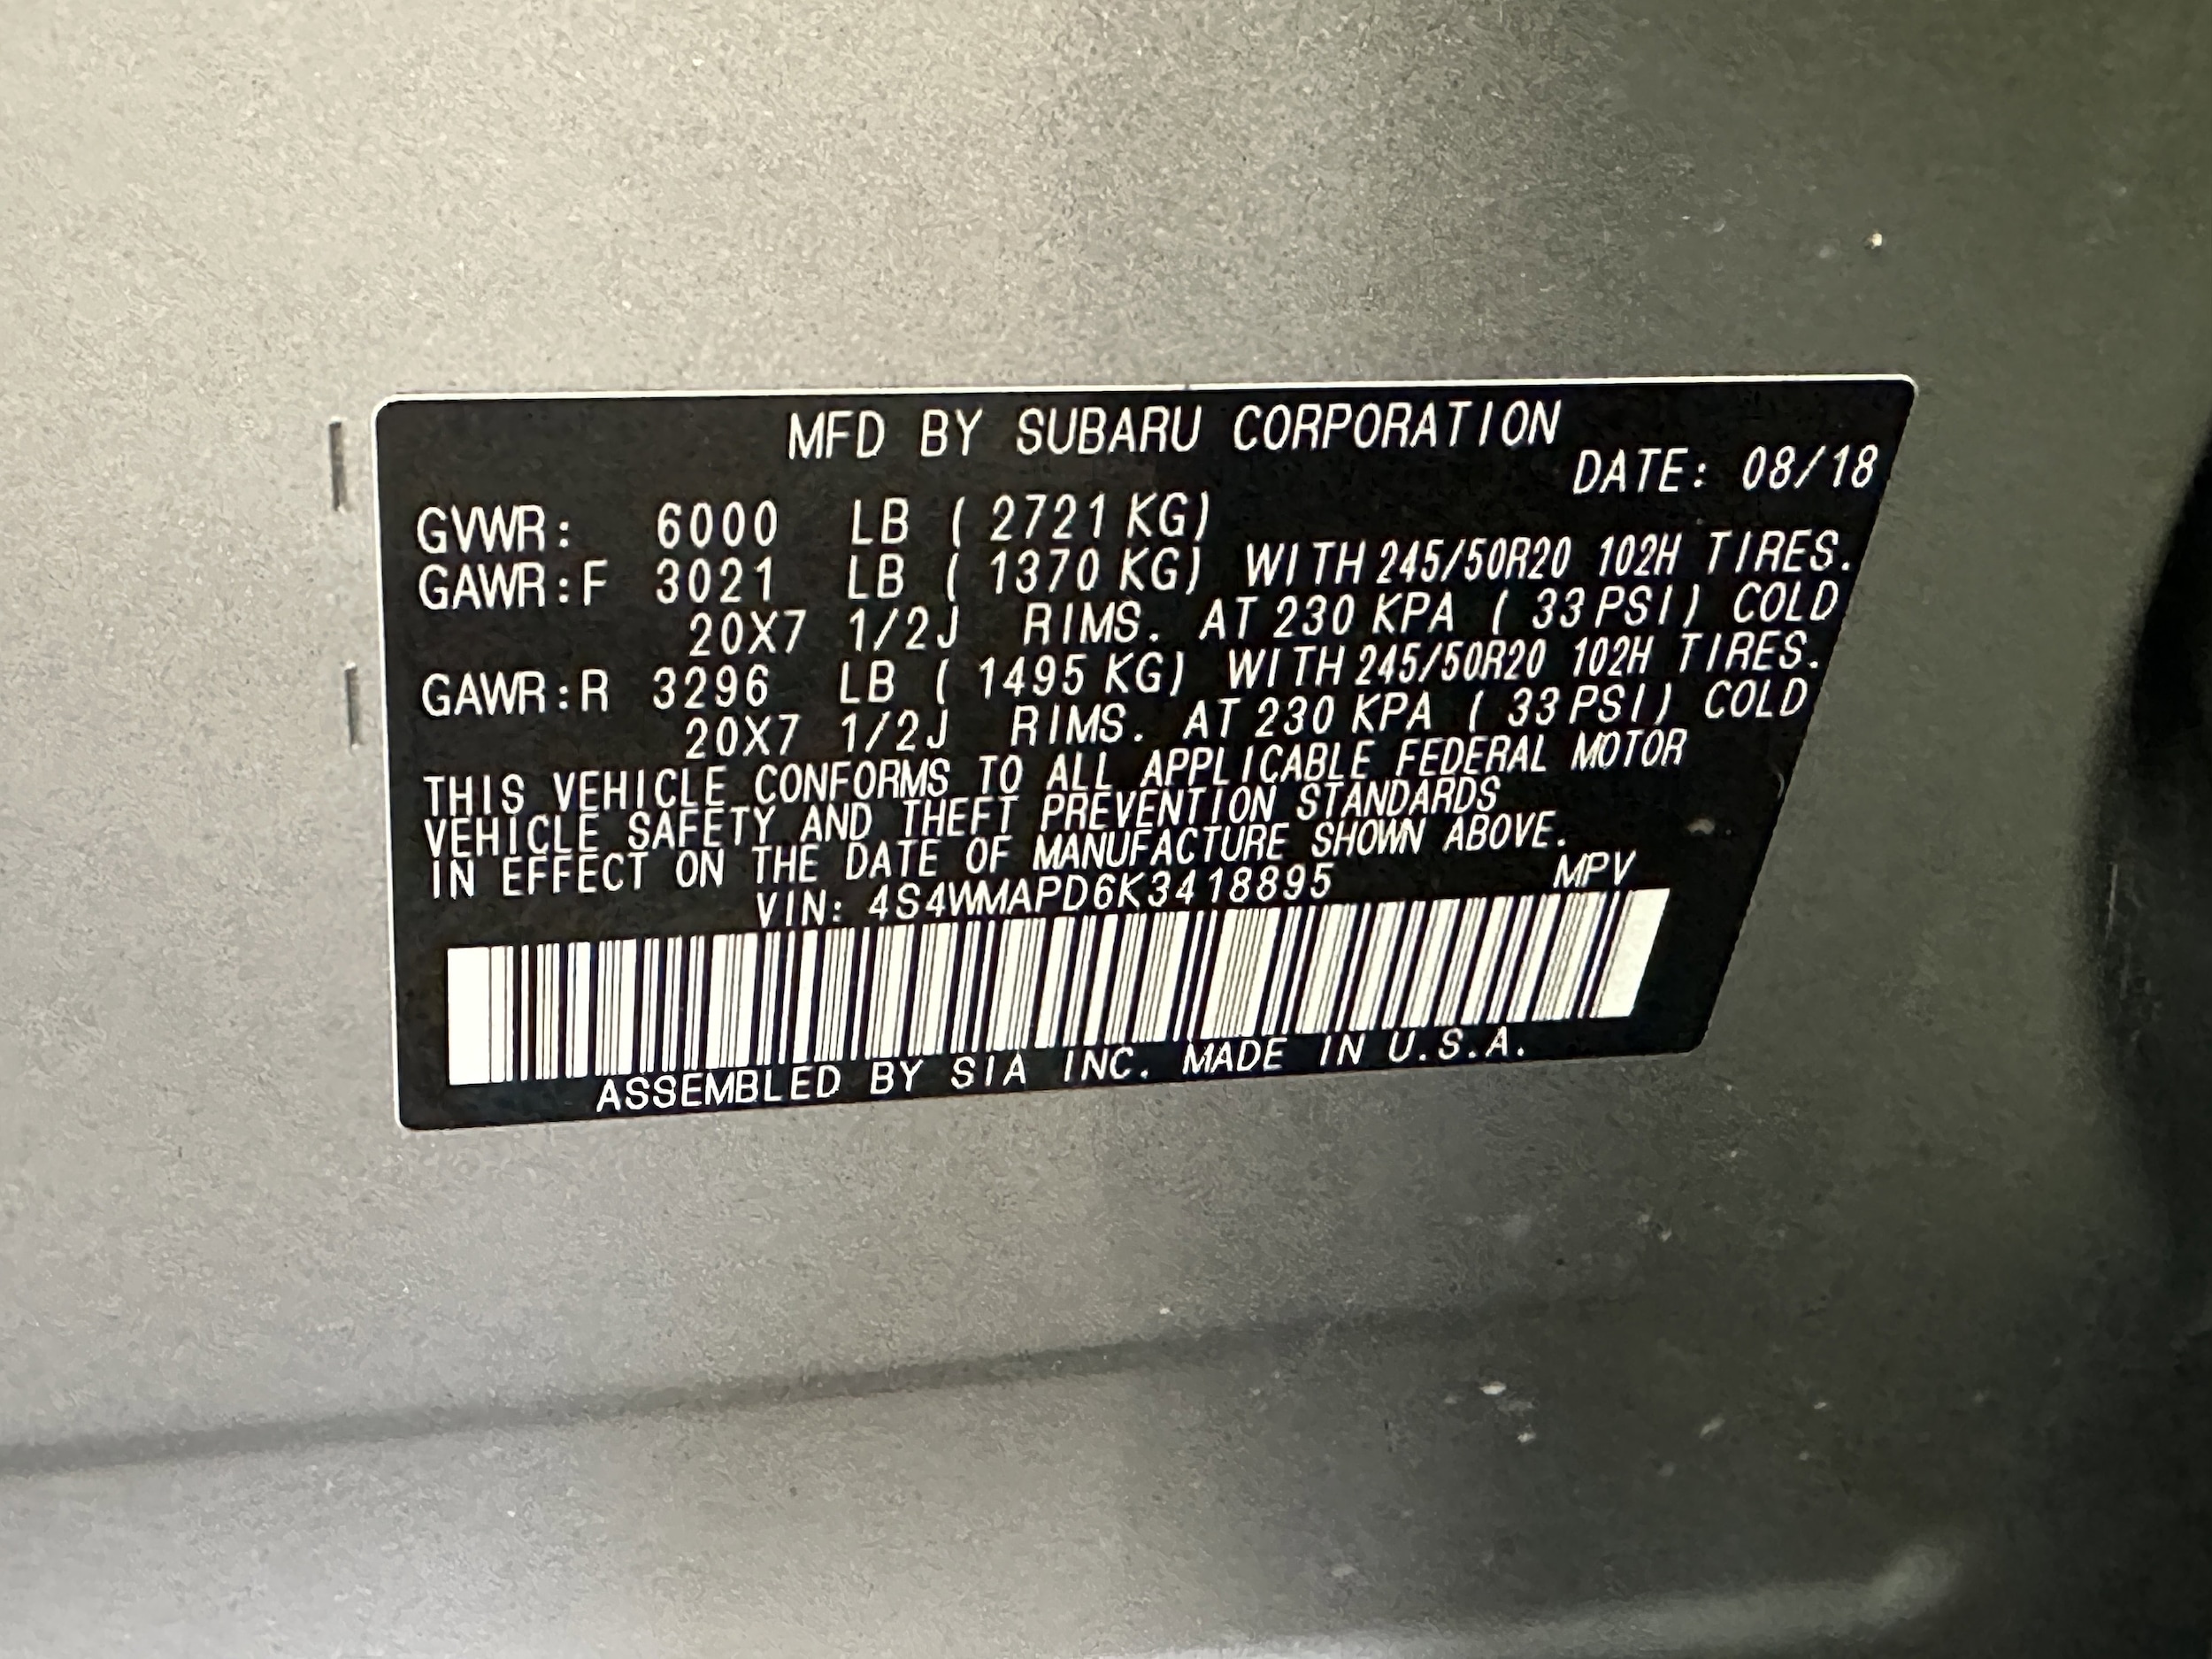 MFD BY SUBARU CORPORATION
DATE: 08/18
GVWR: 6000 LB ( 2721 KG)
GAWR:F 3021 LB ( 1370 KG) WITH 245/50R20 102H TIRES.
20X7 1/2J RIMS. AT 230 KPA ( 33 PSI) COLD
GAWR:R 3296 LB ( 1495 KG) WITH 245/50R20 102H TIRES.
20X7 1/2J RIMS. AT 230 KPA ( 33 PSI) COLD
THIS VEHICLE CONFORMS TO ALL APPLICABLE FEDERAL MOTOR
VEHICLE SAFETY AND THEFT PREVENTION STANDARDS
IN EFFECT ON THE DATE OF MANUFACTURE SHOWN ABOVE.
VIN: 4S4WMAPD6K3418895 MPV
ASSEMBLED BY SIA INC. MADE IN U.S.A.